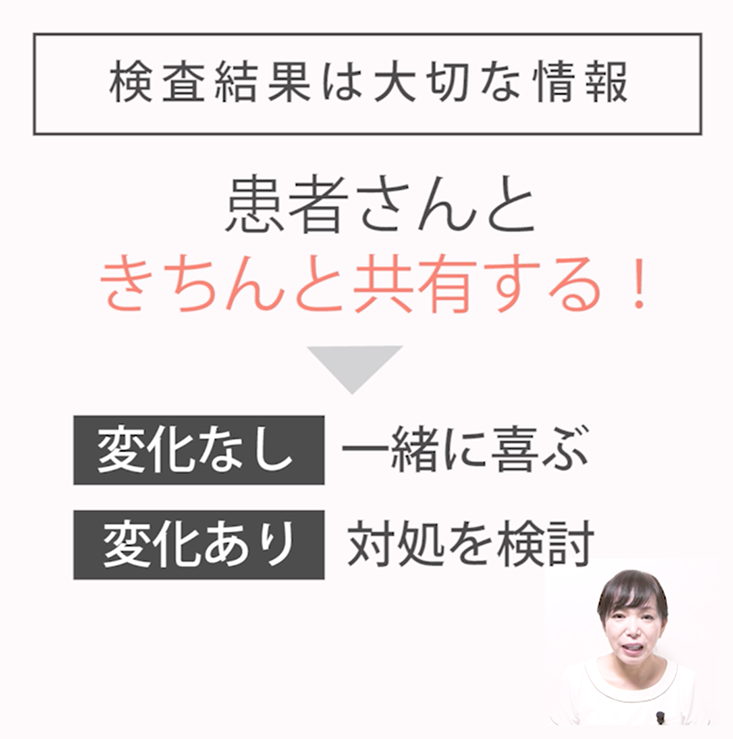 検査結果は大切な情報
患者さんと
きちんと共有する！
変化なし 一緒に喜ぶ
変化あり 対処を検討